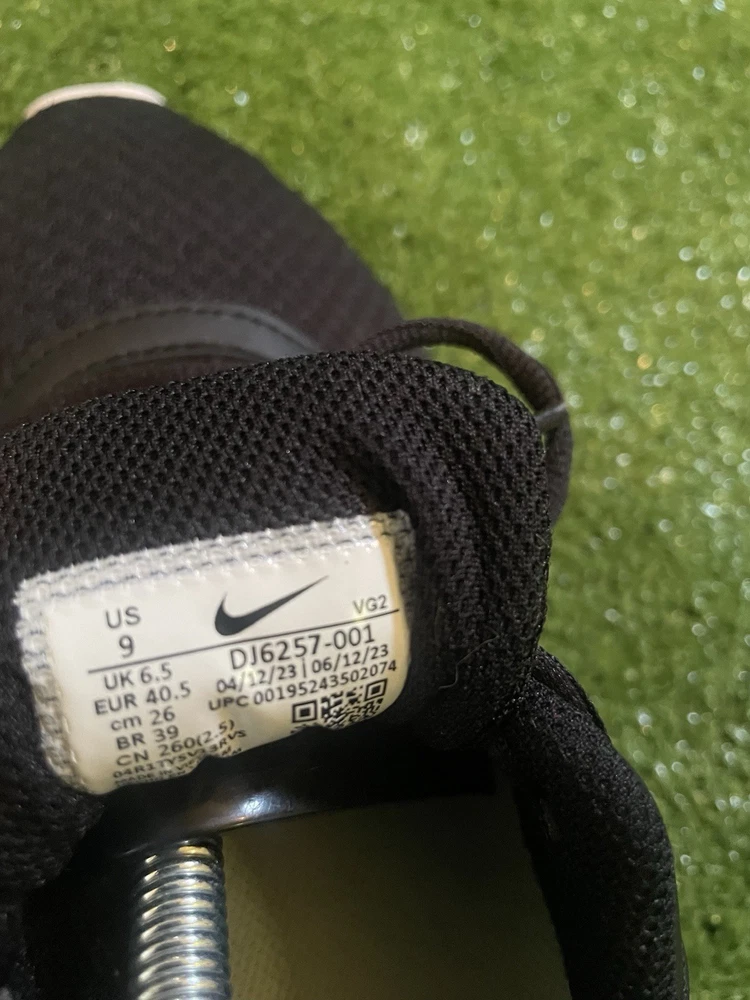 US
9
VG2
UK 6.5
EUR 40.5
cm 26
BR 39
CN 260(2.5)
DJ6257-001
04/12/23 | 06/12/23
UPC 00195243502074